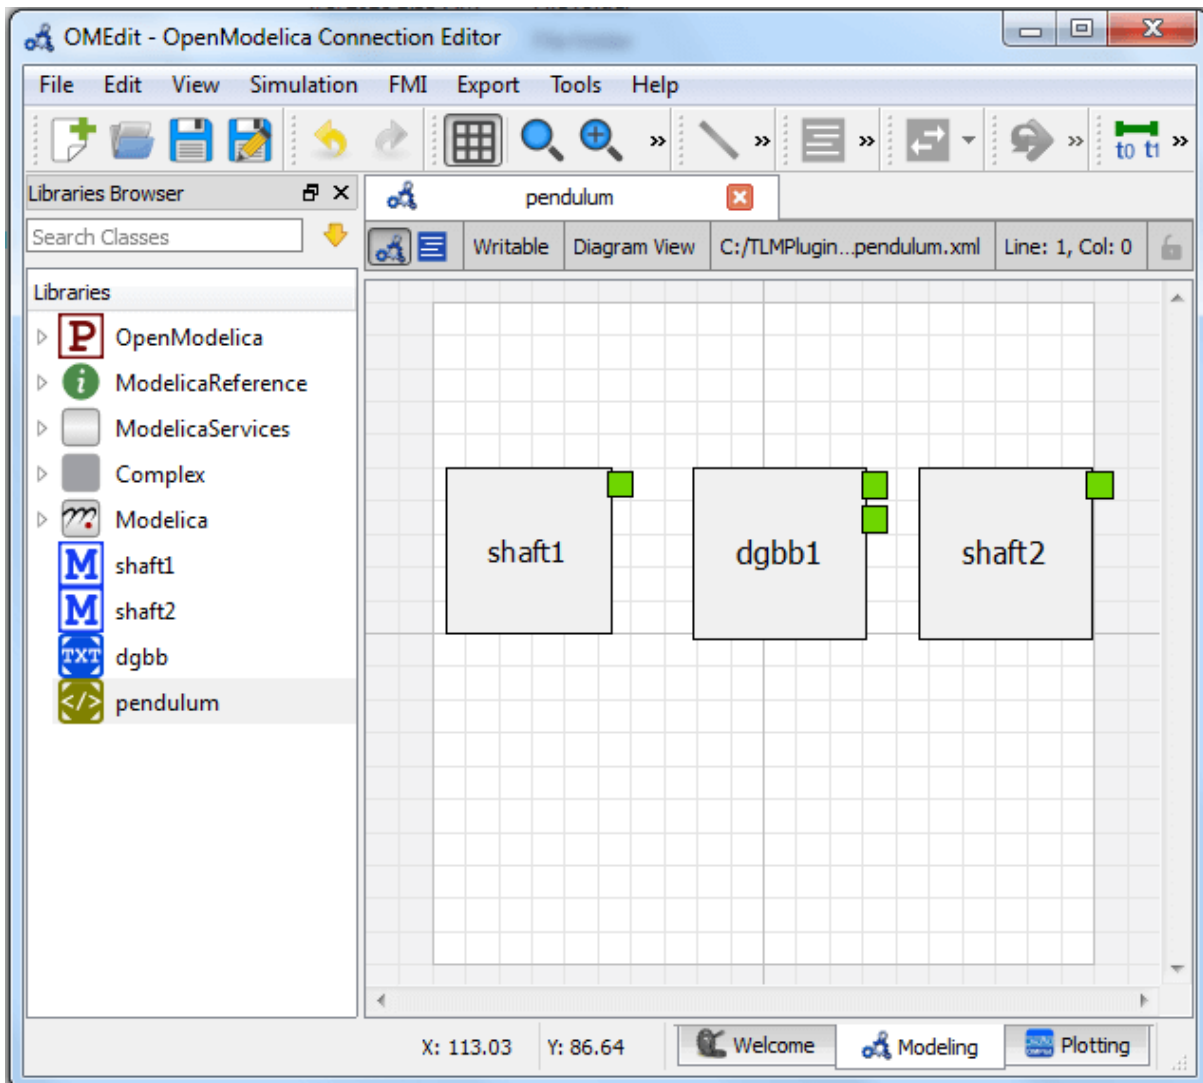 OMEdit - OpenModelica Connection Editor
File Edit View Simulation FMI Export Tools Help
t0 t1
Libraries Browser
pendulum
Search Classes
Writable Diagram View C:/TLMPlugin...pendulum.xml Line: 1, Col: 0
Libraries
P OpenModelica
i ModelicaReference
ModelicaServices
Complex
Modelica
M shaft1
M shaft2
TXT dgbb
</> pendulum
shaft1 dgbb1 shaft2
X: 113.03 Y: 86.64 Welcome Modeling Plotting